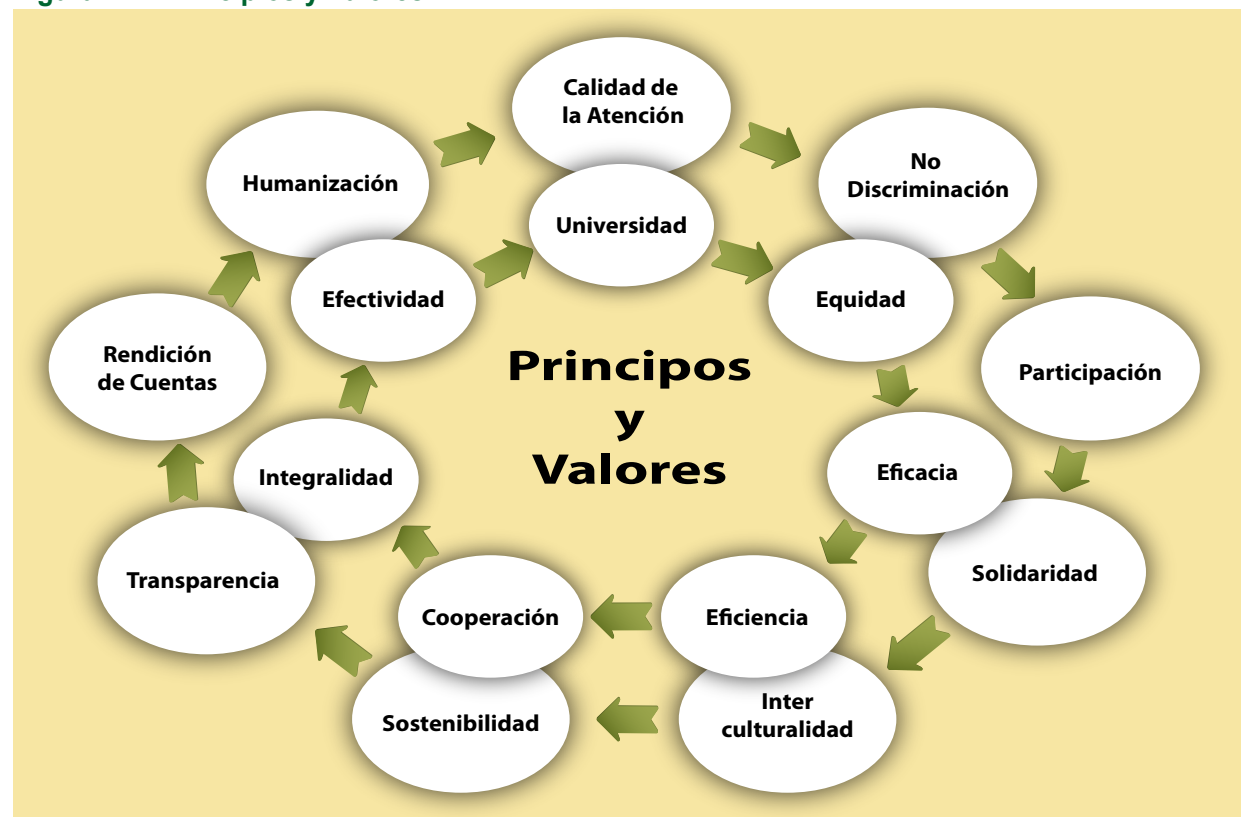 Calidad de
la Atención
Universidad
No
Discriminación
Equidad
Participación
Eficacia
Solidaridad
Eficiencia
Inter
culturalidad
Cooperación
Sostenibilidad
Integralidad
Transparencia
Rendición
de Cuentas
Humanización
Efectividad
Principos
y
Valores